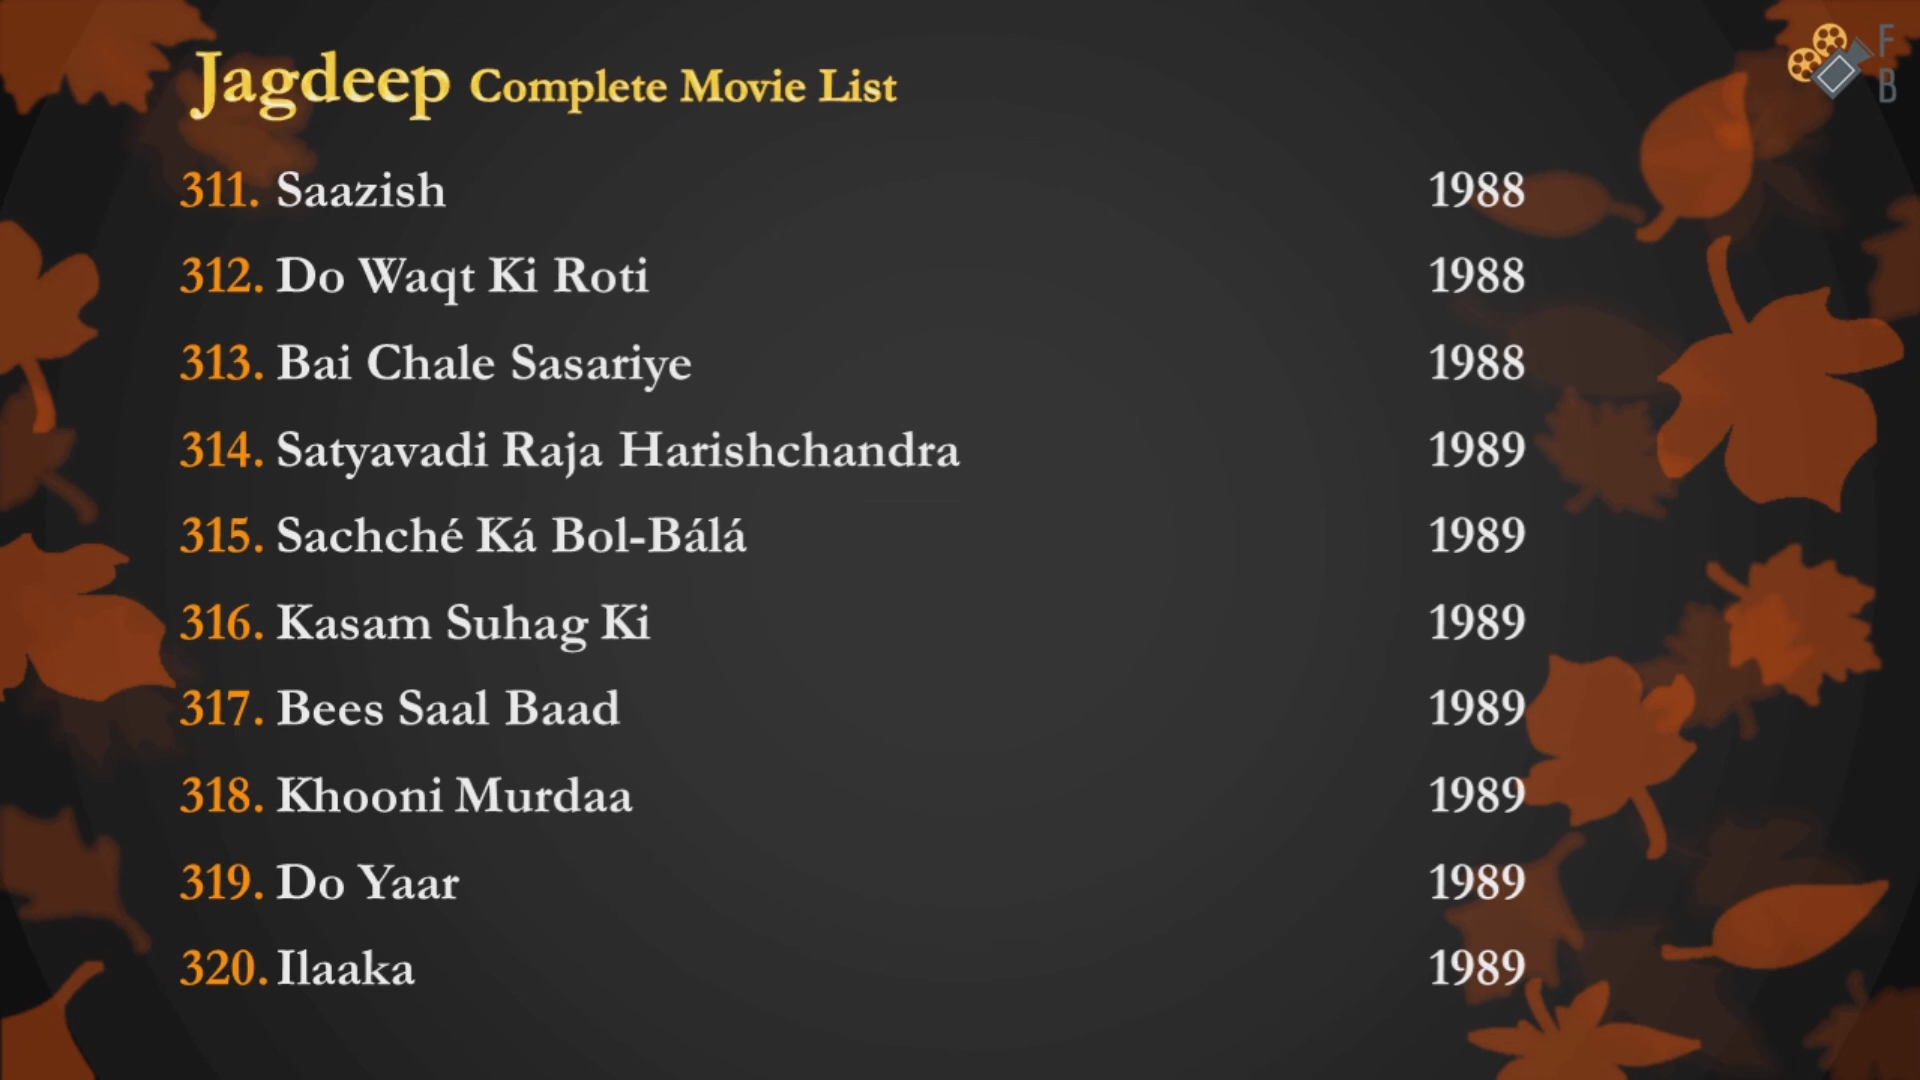 Jagdeep Complete Movie List
F
B
311. Saazish 1988
312. Do Waqt Ki Roti 1988
313. Bai Chale Sasariye 1988
314. Satyavadi Raja Harishchandra 1989
315. Sachché Ká Bol-Bálá 1989
316. Kasam Suhag Ki 1989
317. Bees Saal Baad 1989
318. Khooni Murdaa 1989
319. Do Yaar 1989
320. Ilaaka 1989